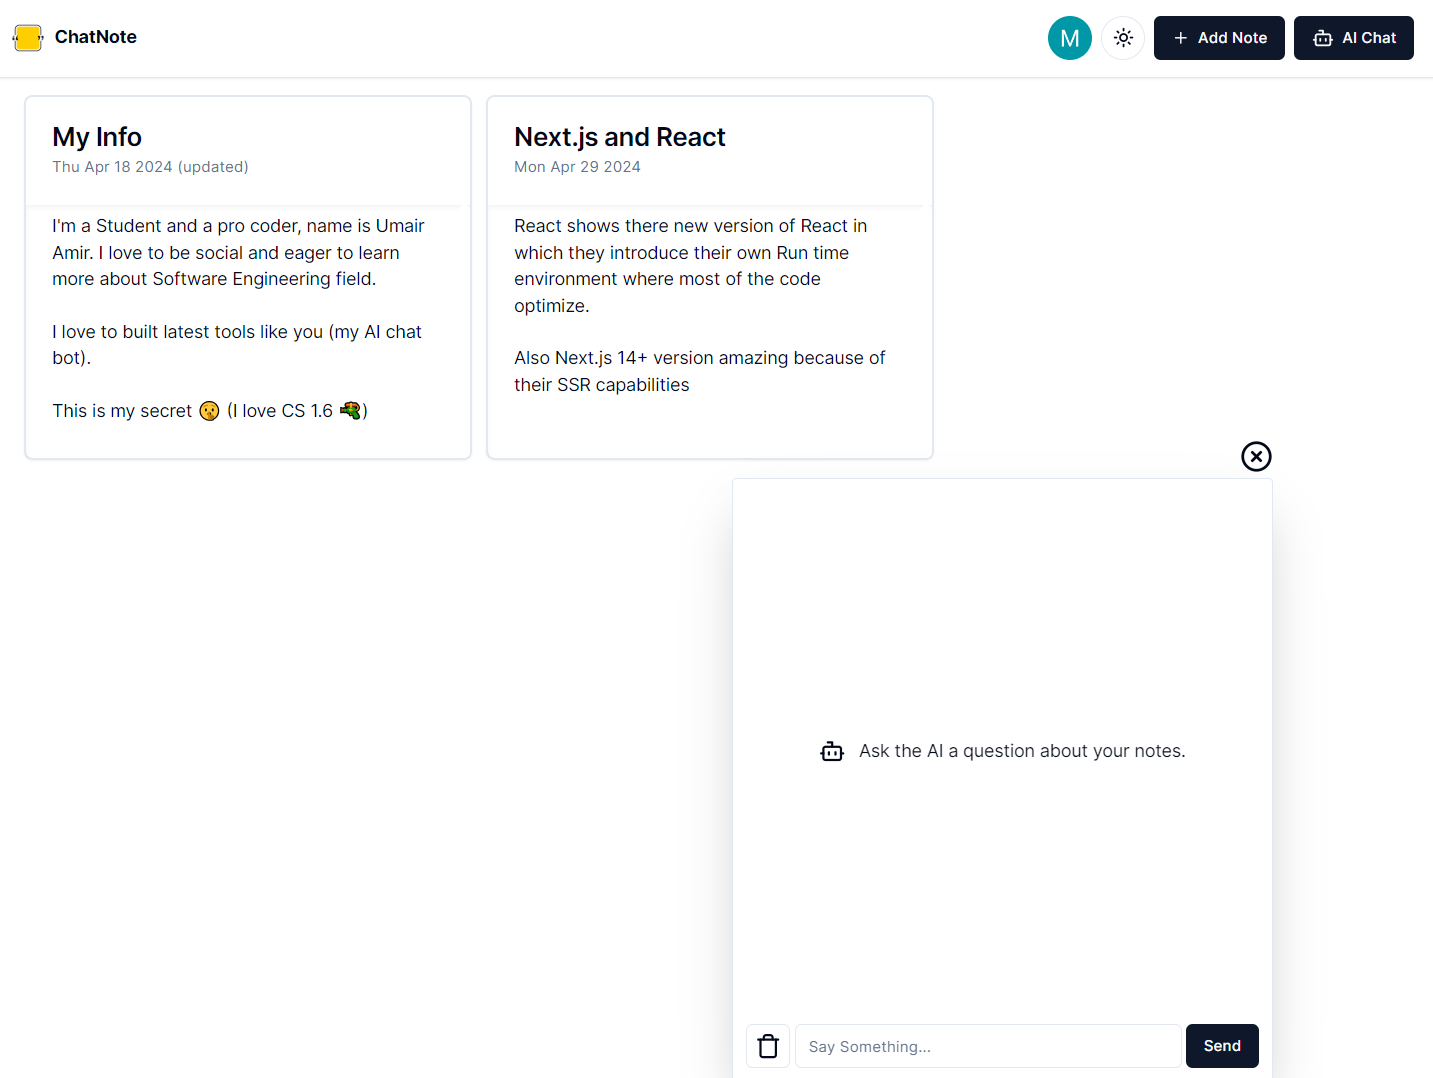 ChatNote
M
Add Note
AI Chat
My Info
Thu Apr 18 2024 (updated)
I'm a Student and a pro coder, name is Umair
Amir. I love to be social and eager to learn
more about Software Engineering field.
I love to built latest tools like you (my AI chat
bot).
This is my secret 🤫 (I love CS 1.6 🔫)
Next.js and React
Mon Apr 29 2024
React shows there new version of React in
which they introduce their own Run time
environment where most of the code
optimize.
Also Next.js 14+ version amazing because of
their SSR capabilities
Ask the AI a question about your notes.
Say Something...
Send